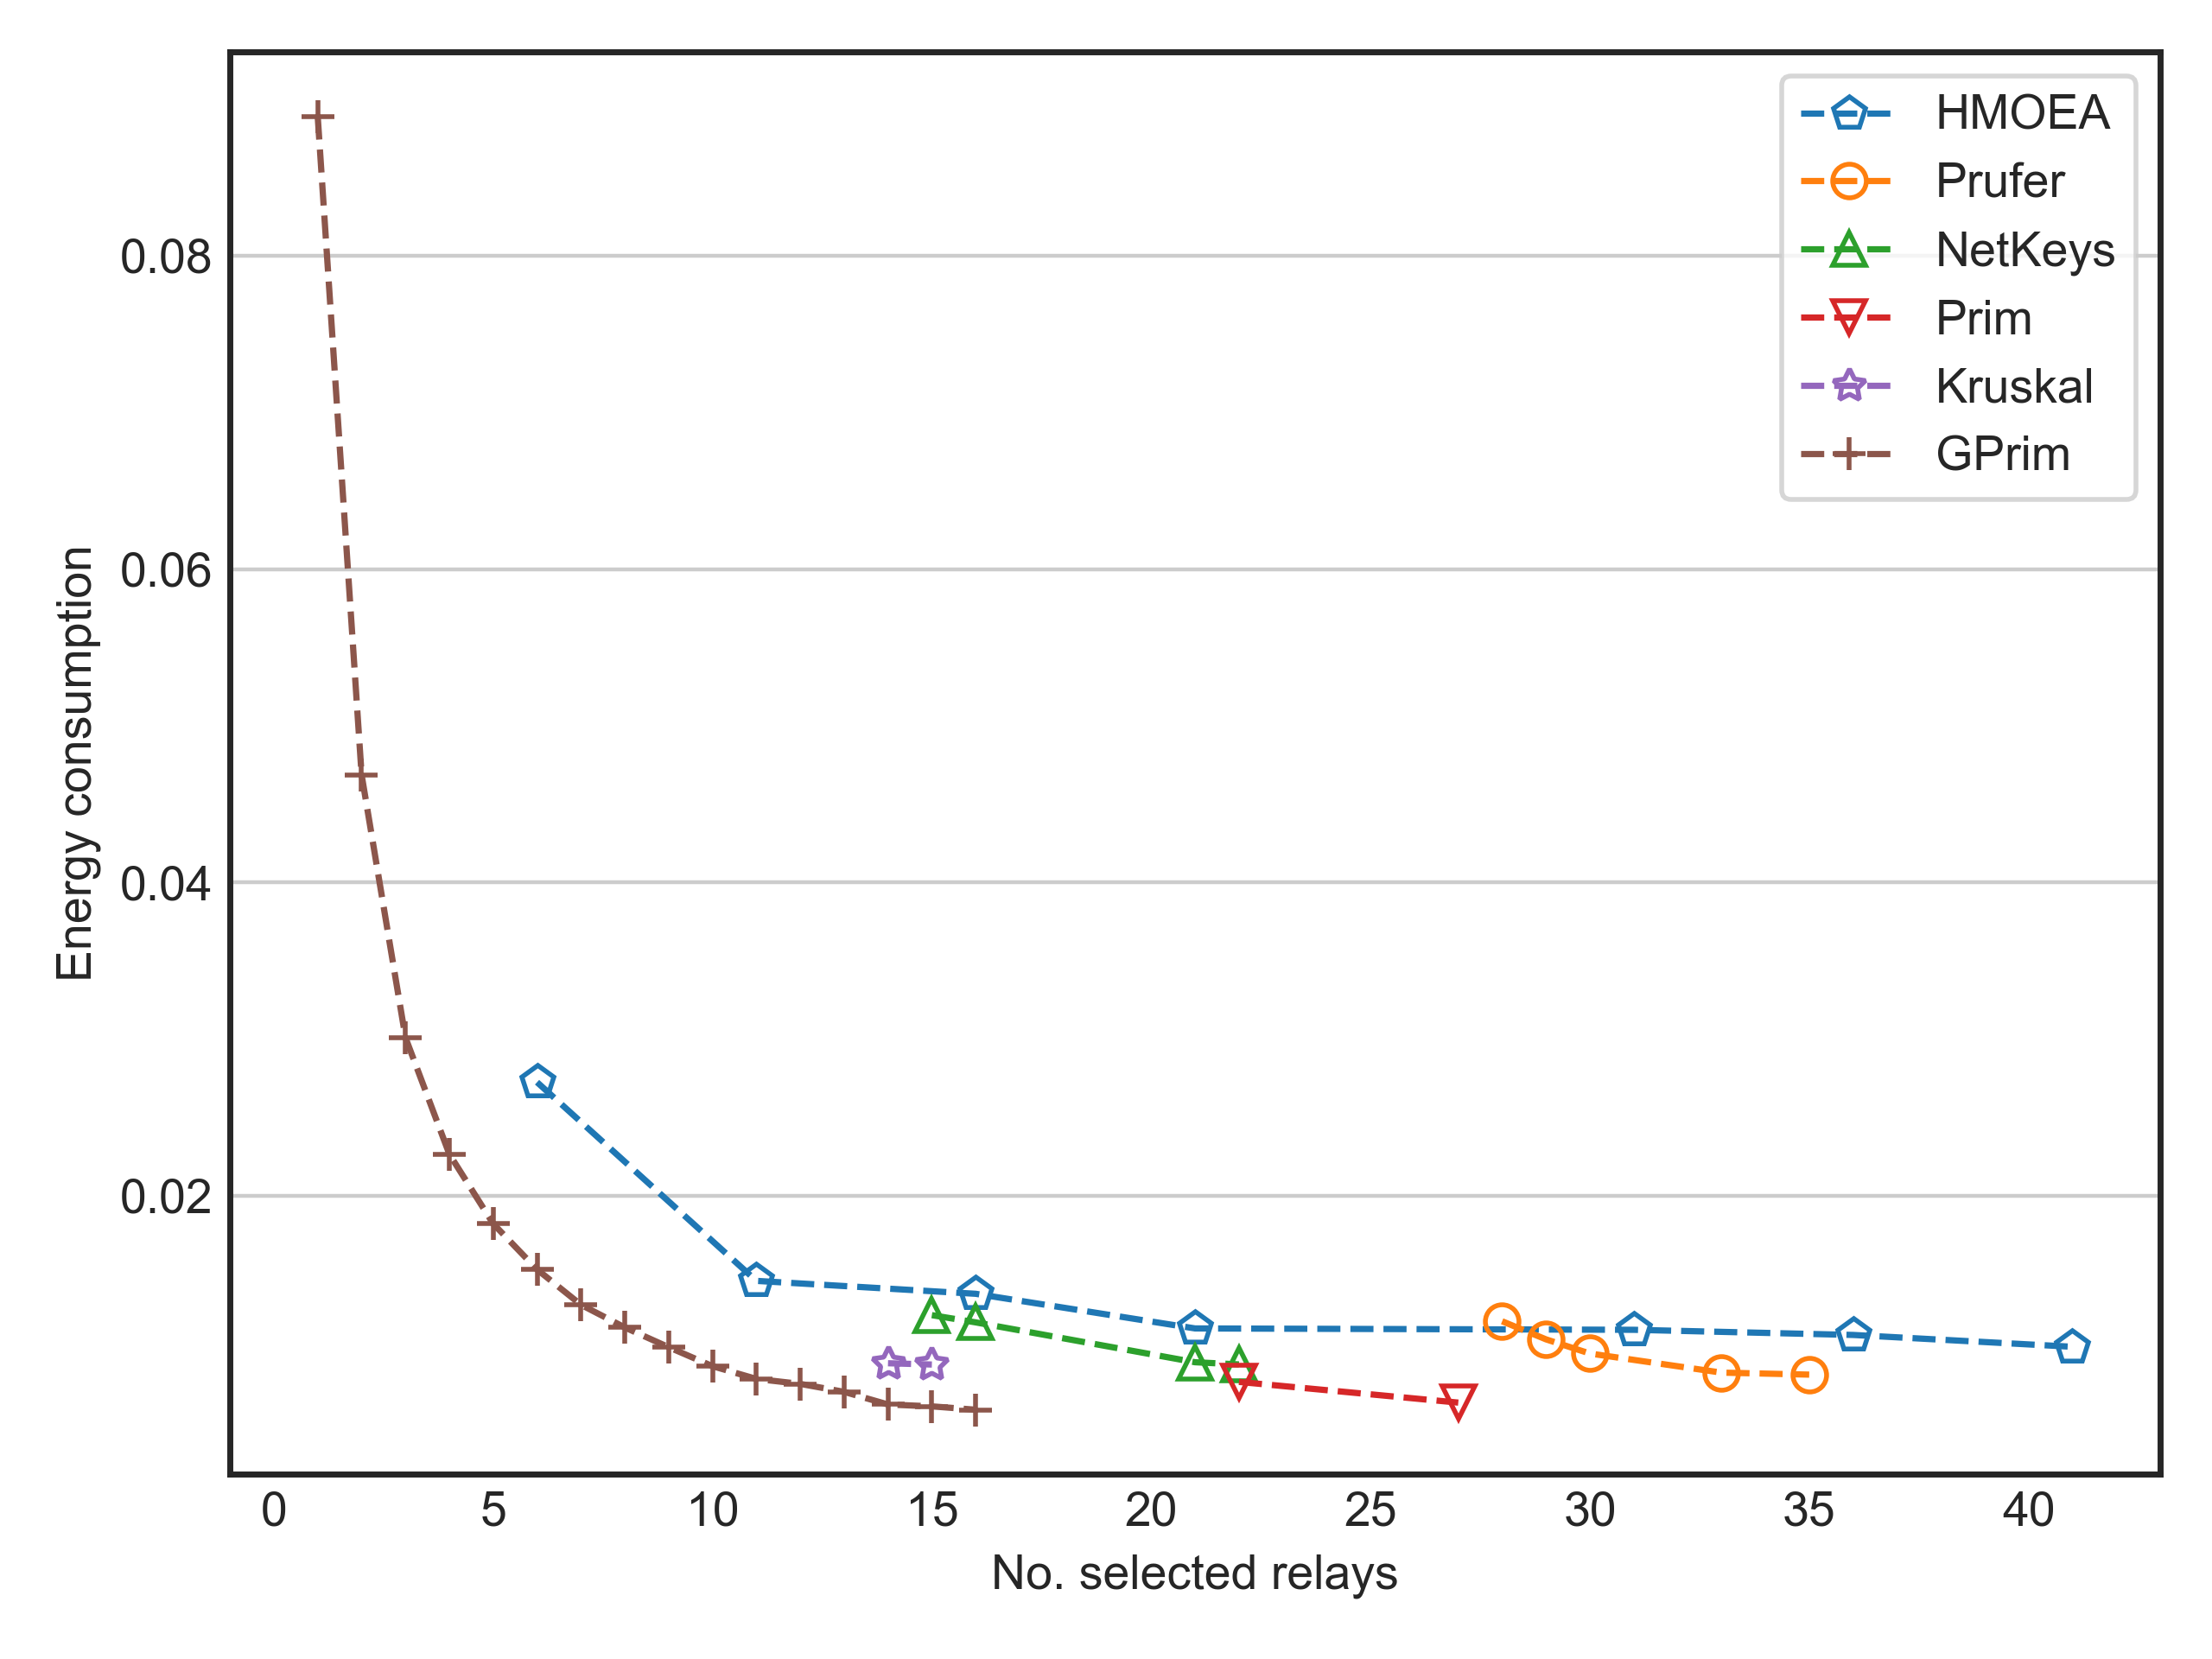 HMOEA
Prufer
NetKeys
Prim
Kruskal
GPrim
0.08
0.06
0.04
0.02
Energy consumption
0 5 10 15 20 25 30 35 40
No. selected relays